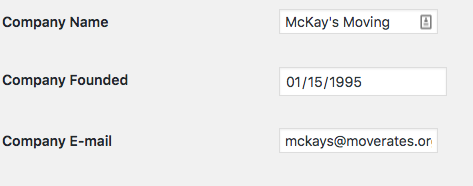 Company Name McKay's Moving
Company Founded 01/15/1995
Company E-mail mckays@moverates.or